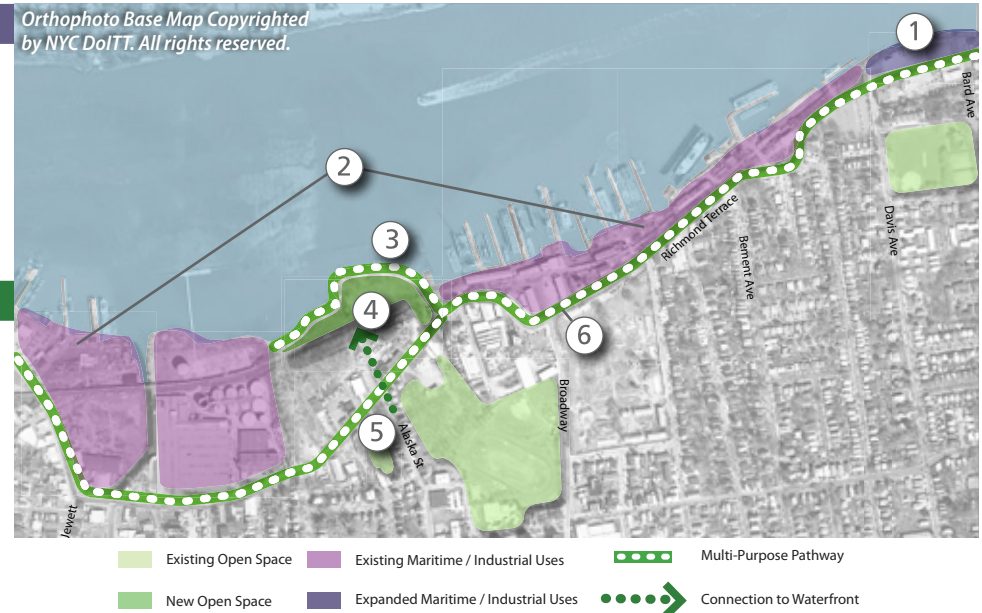 Orthophoto Base Map Copyrighted
by NYC DoITT. All rights reserved.
1
Bard Ave
2
Davis Ave
Richmond Terrace
3
Bement Ave
4
6
Broadway
5
Alaska St
Jewett
Existing Open Space
Existing Maritime / Industrial Uses
Multi-Purpose Pathway
New Open Space
Expanded Maritime / Industrial Uses
Connection to Waterfront